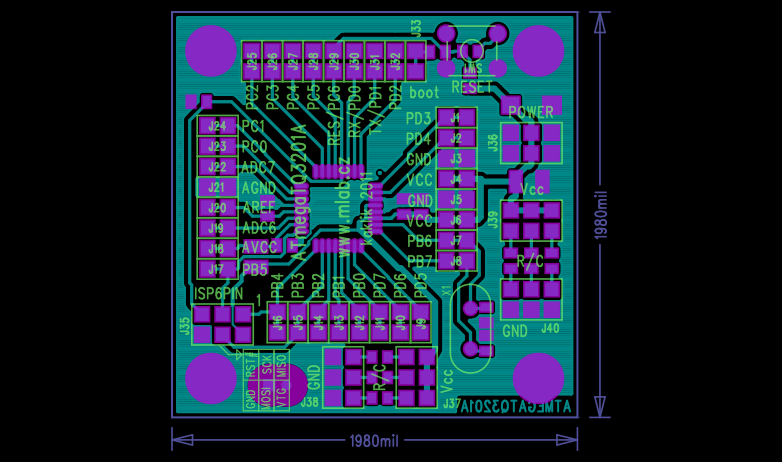 J33
J25 J26 J27 J28 J29 J30 J31 J32
SW1
RESET
boot
PC2 PC3 PC4 PC5 PC6 PD0 PD1 PD2
RES/ RX/ TX/
POWER
J36
J24 PC1
J23 PC0
J22 ADC7
J21 AGND
J20 AREF
J19 ADC6
J18 AVCC
J17 PB5
ATmegaTQ3201A
www.mlab.cz
kaklik 2011
PD3 J1
PD4 J2
GND J3
VCC J4
GND J5
VCC J6
PB6 J7
PB7 J8
Vcc
J39
R/C
GND J40
X1
ISP6PIN
1
J35
PB4 PB3 PB2 PB1 PB0 PD7 PD6 PD5
J16 J15 J14 J13 J12 J11 J10 J9
RST# SCK MISO
GND MOSI VTG
GND
R/C
Vcc
J38
J37
ATMEGATQ3201A
1980mil
1980mil